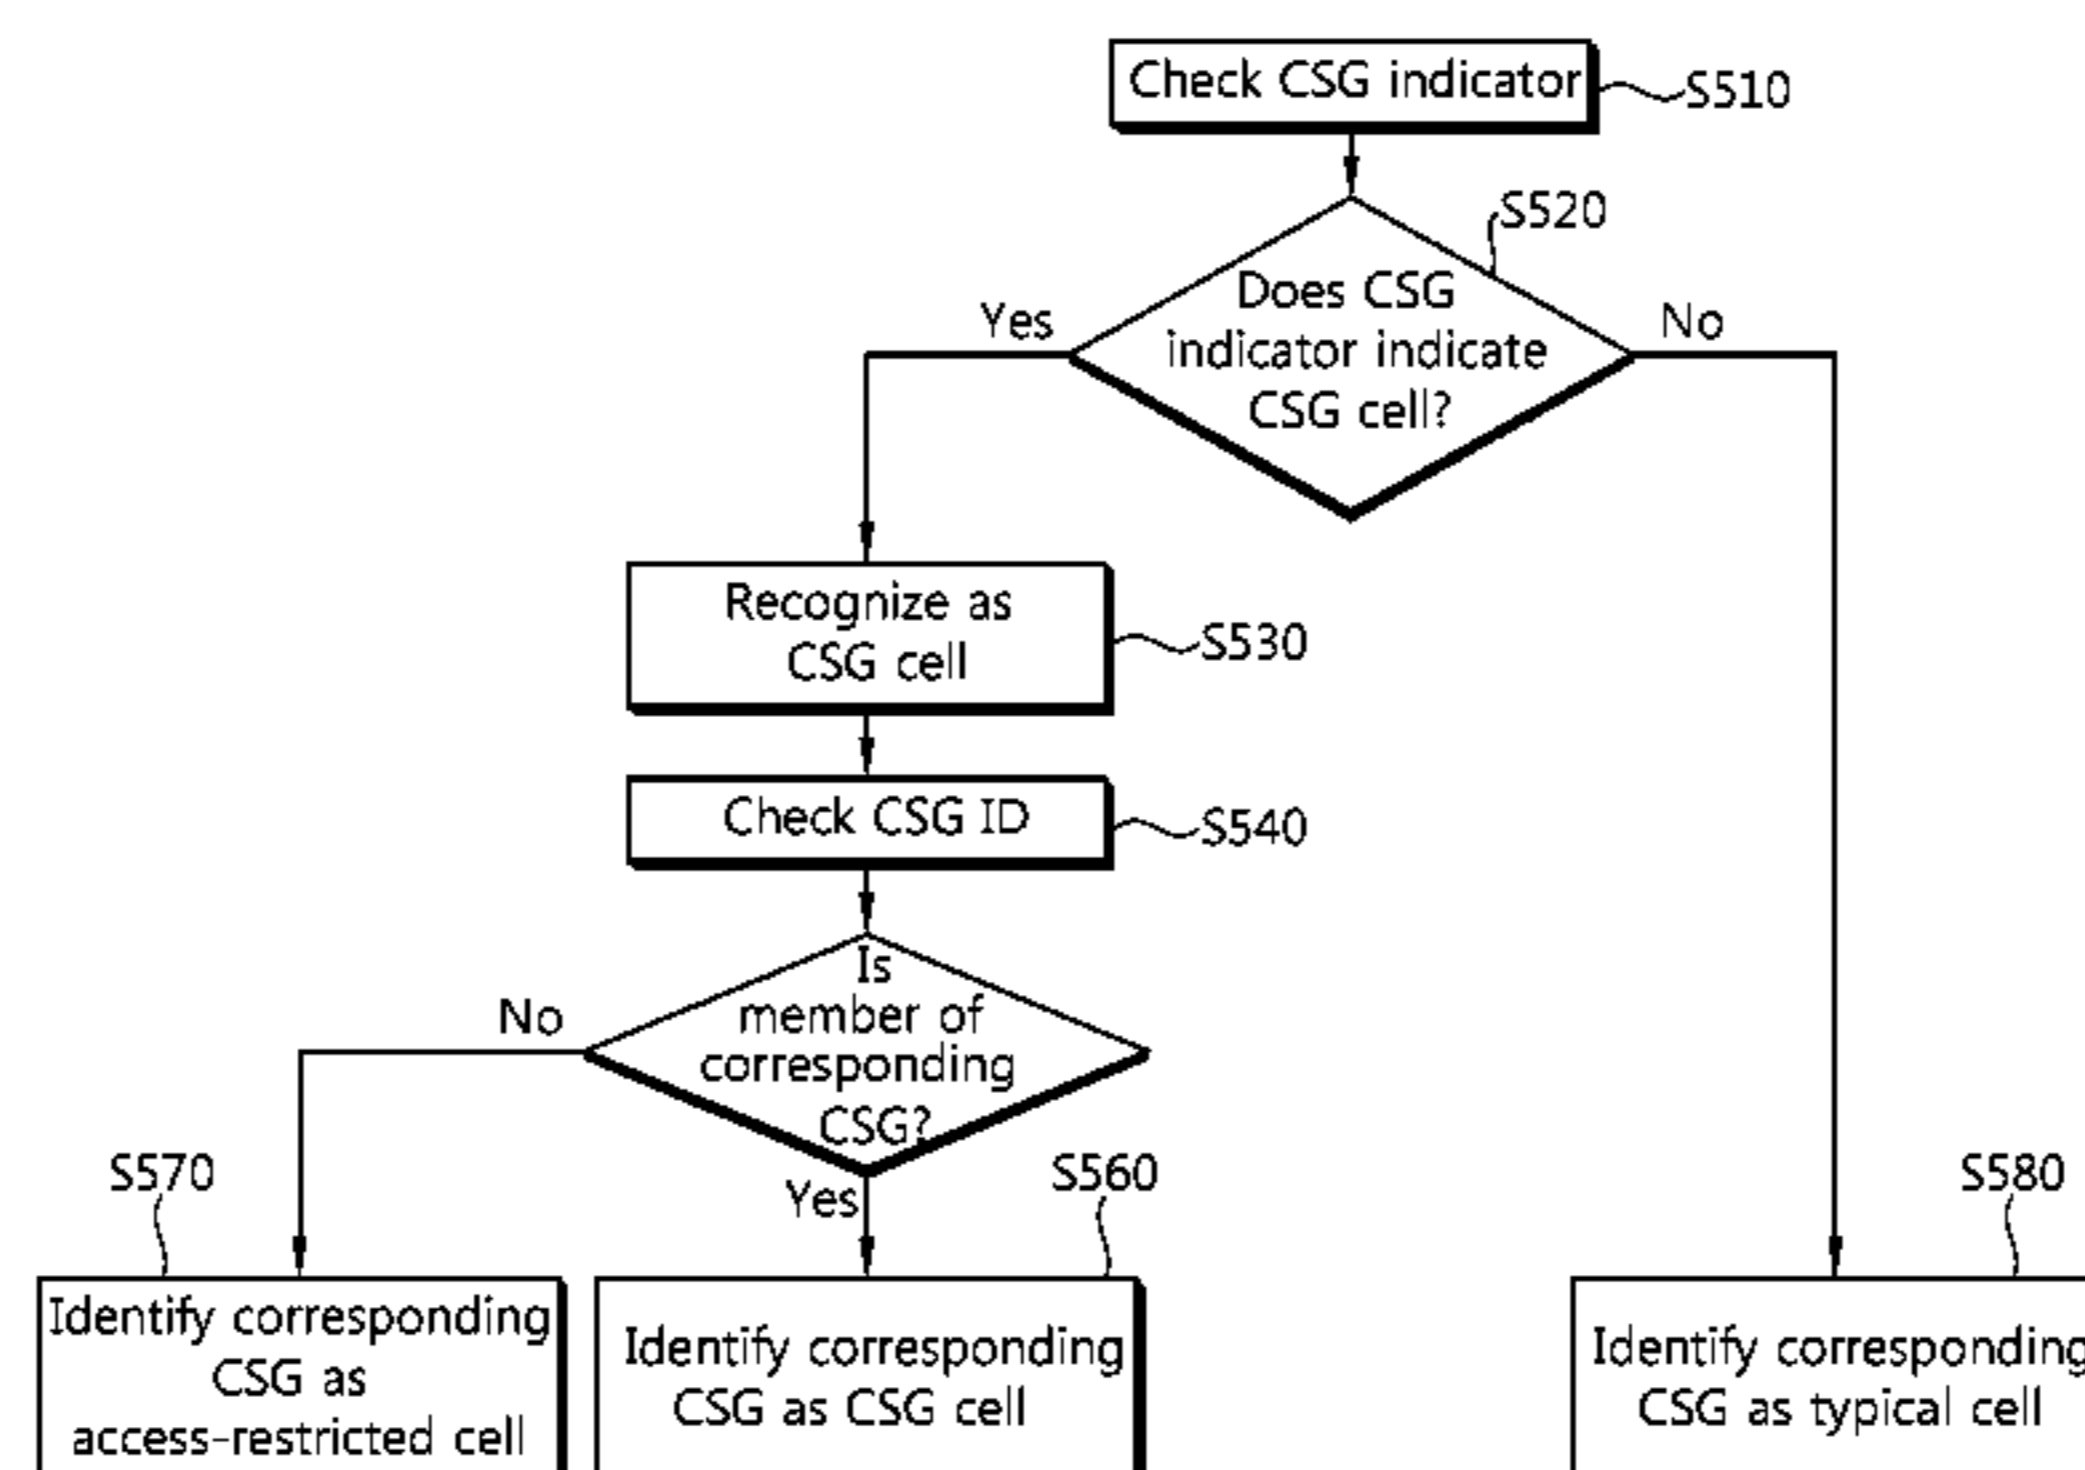 Check CSG indicator
S510
S520
Does CSG
indicator indicate
CSG cell?
Yes
No
Recognize as
CSG cell
S530
Check CSG ID
S540
Is
member of
corresponding
CSG?
No
Yes
S570
S560
S580
Identify corresponding
CSG as
access-restricted cell
Identify corresponding
CSG as CSG cell
Identify corresponding
CSG as typical cell